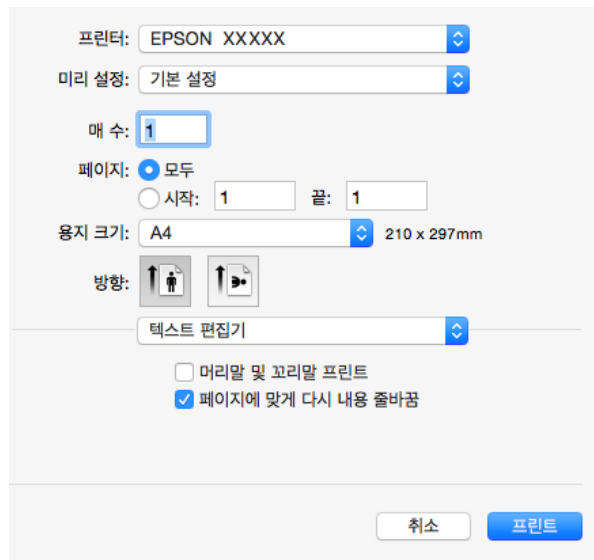 프린터: EPSON XXXXX
미리 설정: 기본 설정
매 수: 1
페이지: 모두
시작: 1 끝: 1
용지 크기: A4 210 x 297mm
방향:
텍스트 편집기
머리말 및 꼬리말 프린트
페이지에 맞게 다시 내용 줄바꿈
취소 프린트